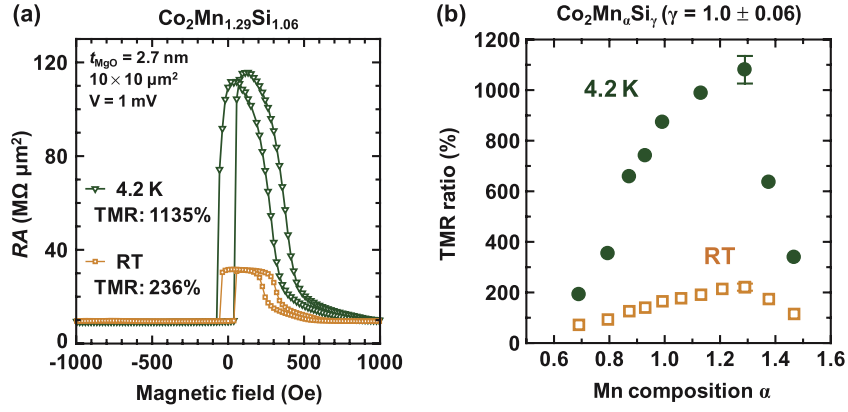 (a)
Co₂Mn₁.₂₉Si₁.₀₆
t_MgO = 2.7 nm
10 × 10 µm²
V = 1 mV
4.2 K
TMR: 1135%
RT
TMR: 236%
RA (MΩ µm²)
120
80
40
0
-1000
-500
0
500
1000
Magnetic field (Oe)
(b)
Co₂MnαSiγ (γ = 1.0 ± 0.06)
4.2 K
RT
TMR ratio (%)
1200
1000
800
600
400
200
0
0.6
0.8
1.0
1.2
1.4
1.6
Mn composition α